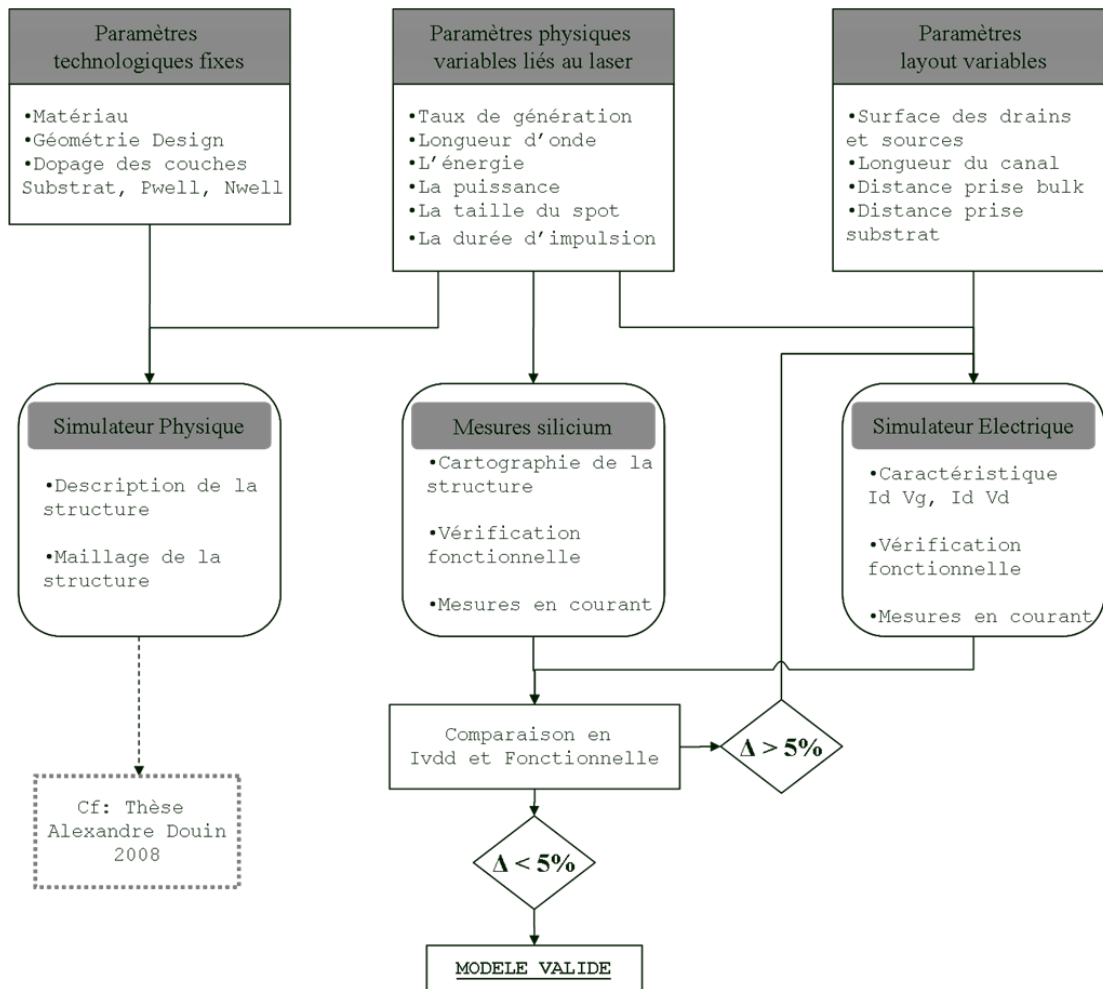 Paramètres
technologiques fixes
•Matériau
•Géométrie Design
•Dopage des couches
Substrat, Pwell, Nwell
Paramètres physiques
variables liés au laser
•Taux de génération
•Longueur d'onde
•L'énergie
•La puissance
•La taille du spot
•La durée d'impulsion
Paramètres
layout variables
•Surface des drains
et sources
•Longueur du canal
•Distance prise bulk
•Distance prise
substrat
Simulateur Physique
•Description de la
structure
•Maillage de la
structure
Mesures silicium
•Cartographie de la
structure
•Vérification
fonctionnelle
•Mesures en courant
Simulateur Electrique
•Caractéristique
Id Vg, Id Vd
•Vérification
fonctionnelle
•Mesures en courant
Comparaison en
Ivdd et Fonctionnelle
Δ > 5%
Cf: Thèse
Alexandre Douin
2008
Δ < 5%
MODELE VALIDE